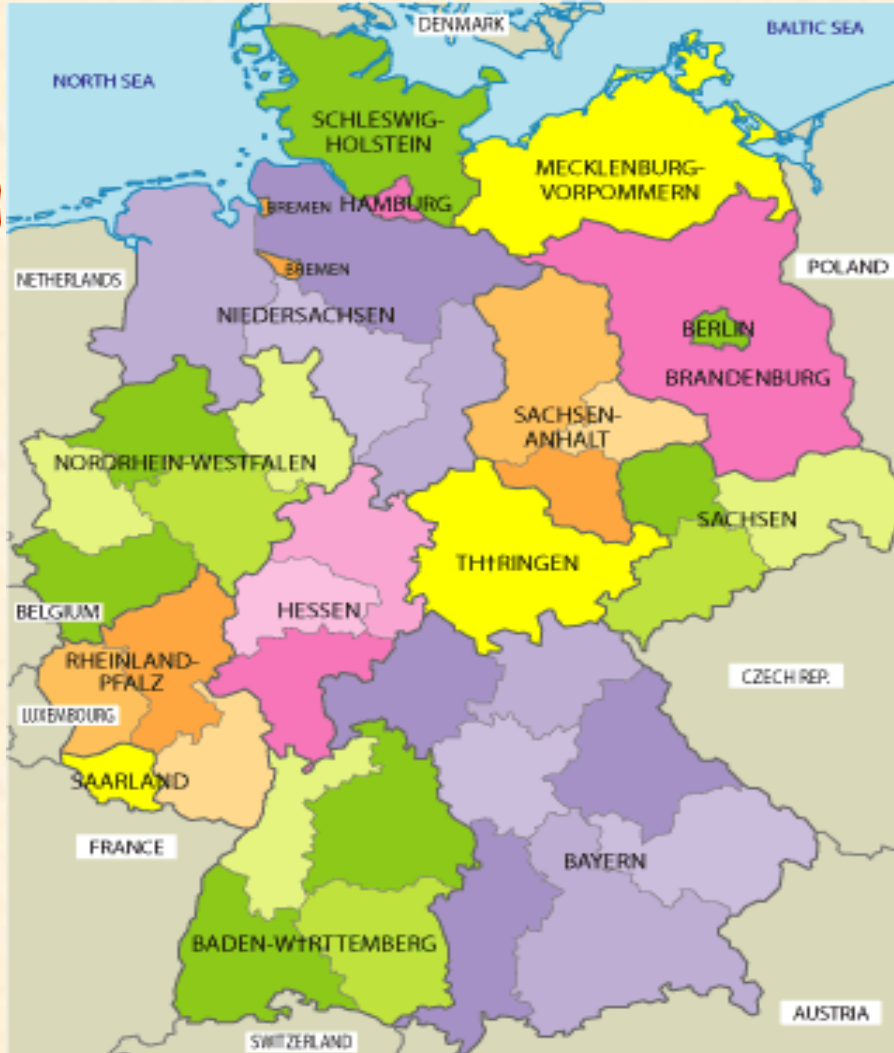 DENMARK
BALTIC SEA
NORTH SEA
SCHLESWIG-
HOLSTEIN
MECKLENBURG-
VORPOMMERN
BREMEN
HAMBURG
POLAND
NETHERLANDS
BREMEN
NIEDERSACHSEN
BERLIN
BRANDENBURG
SACHSEN-
ANHALT
NORDRHEIN-WESTFALEN
SACHSEN
TH†RINGEN
BELGIUM
HESSEN
RHEINLAND-
PFALZ
CZECH REP.
LUXEMBOURG
SAARLAND
FRANCE
BAYERN
BADEN-W†RTTEMBERG
AUSTRIA
SWITZERLAND